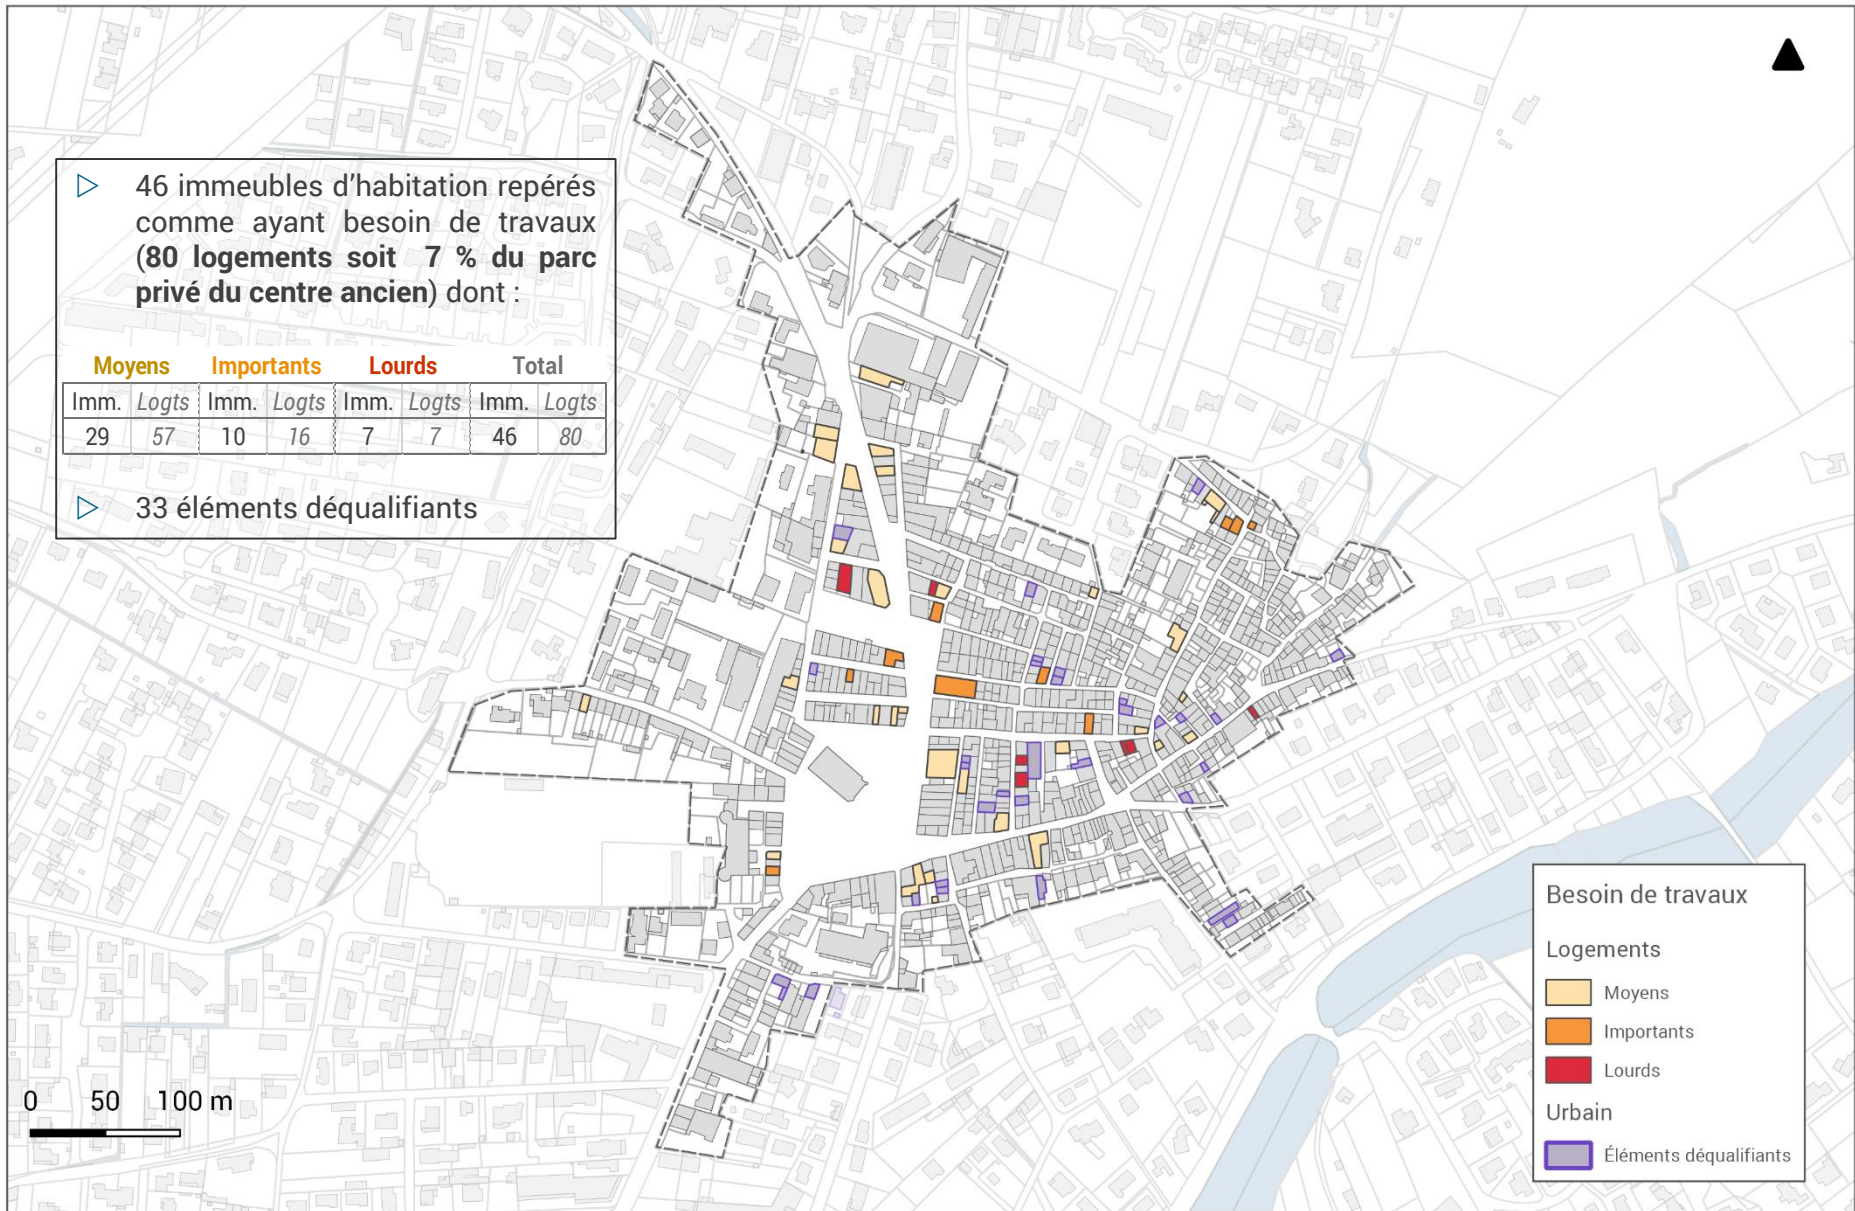 46 immeubles d’habitation repérés
comme ayant besoin de travaux
(80 logements soit 7 % du parc
privé du centre ancien) dont :
Moyens Importants Lourds Total
Imm. Logts Imm. Logts Imm. Logts Imm. Logts
29 57 10 16 7 7 46 80
33 éléments déqualifiants
Besoin de travaux
Logements
Moyens
Importants
Lourds
Urbain
Éléments déqualifiants
0 50 100 m